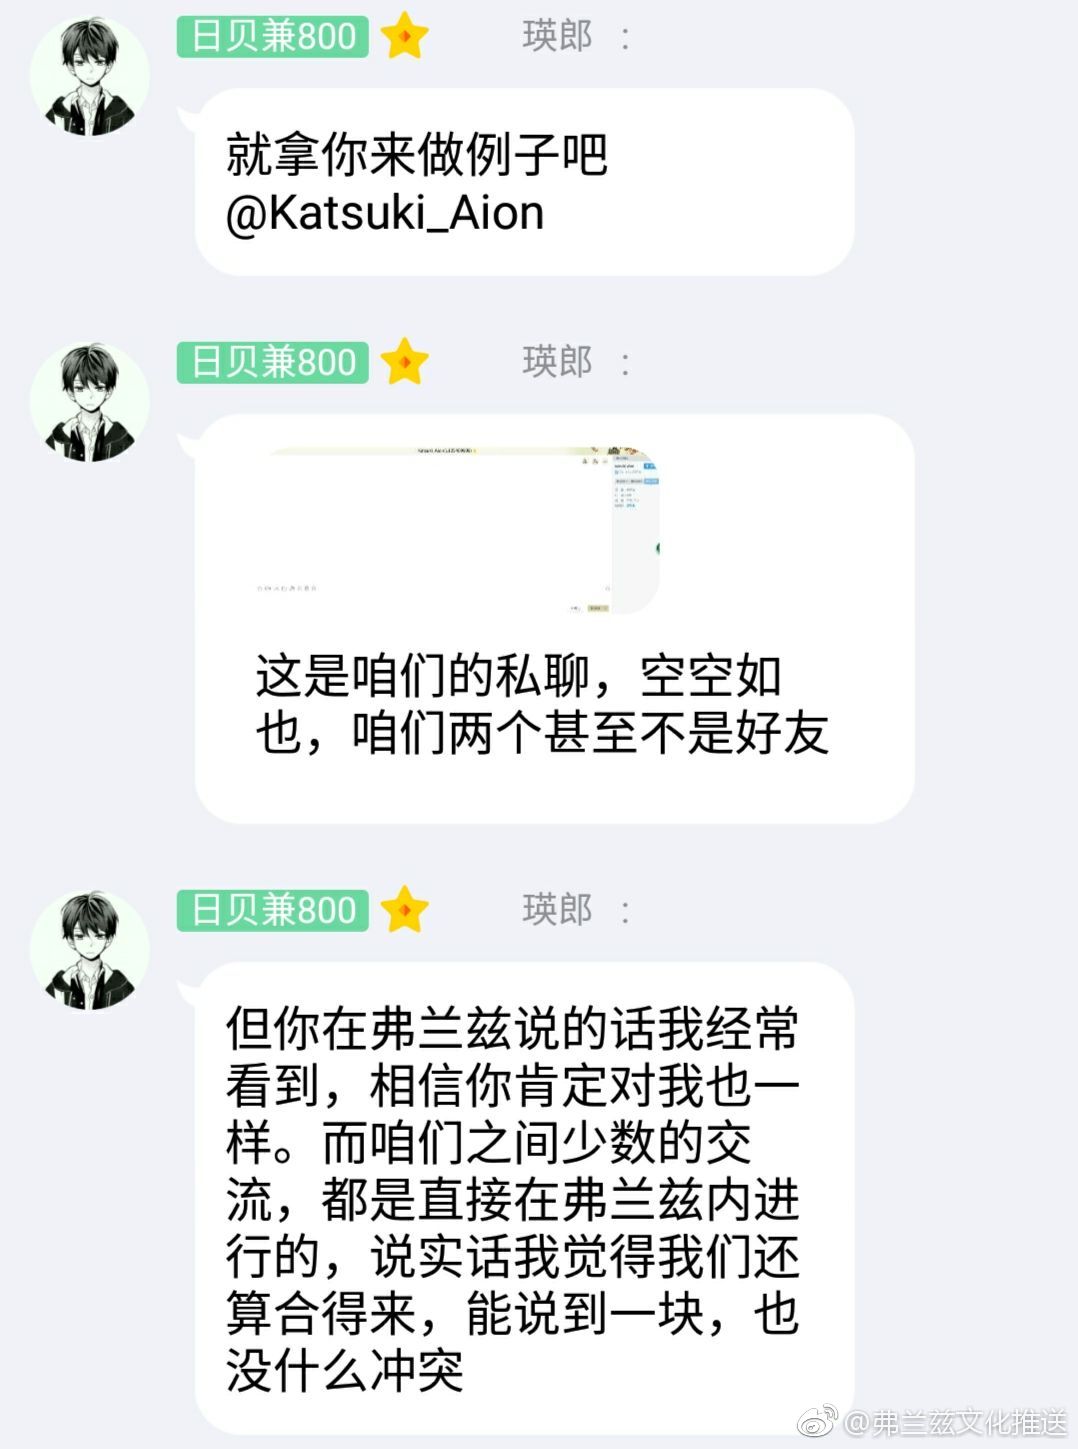 日贝兼800 瑛郎 :
就拿你来做例子吧
@Katsuki_Aion
日贝兼800 瑛郎 :
这是咱们的私聊，空空如
也，咱们两个甚至不是好友
日贝兼800 瑛郎 :
但你在弗兰兹说的话我经常
看到，相信你肯定对我也一
样。而咱们之间少数的交
流，都是直接在弗兰兹内进
行的，说实话我觉得我们还
算合得来，能说到一块，也
没什么冲突
@弗兰兹文化推送